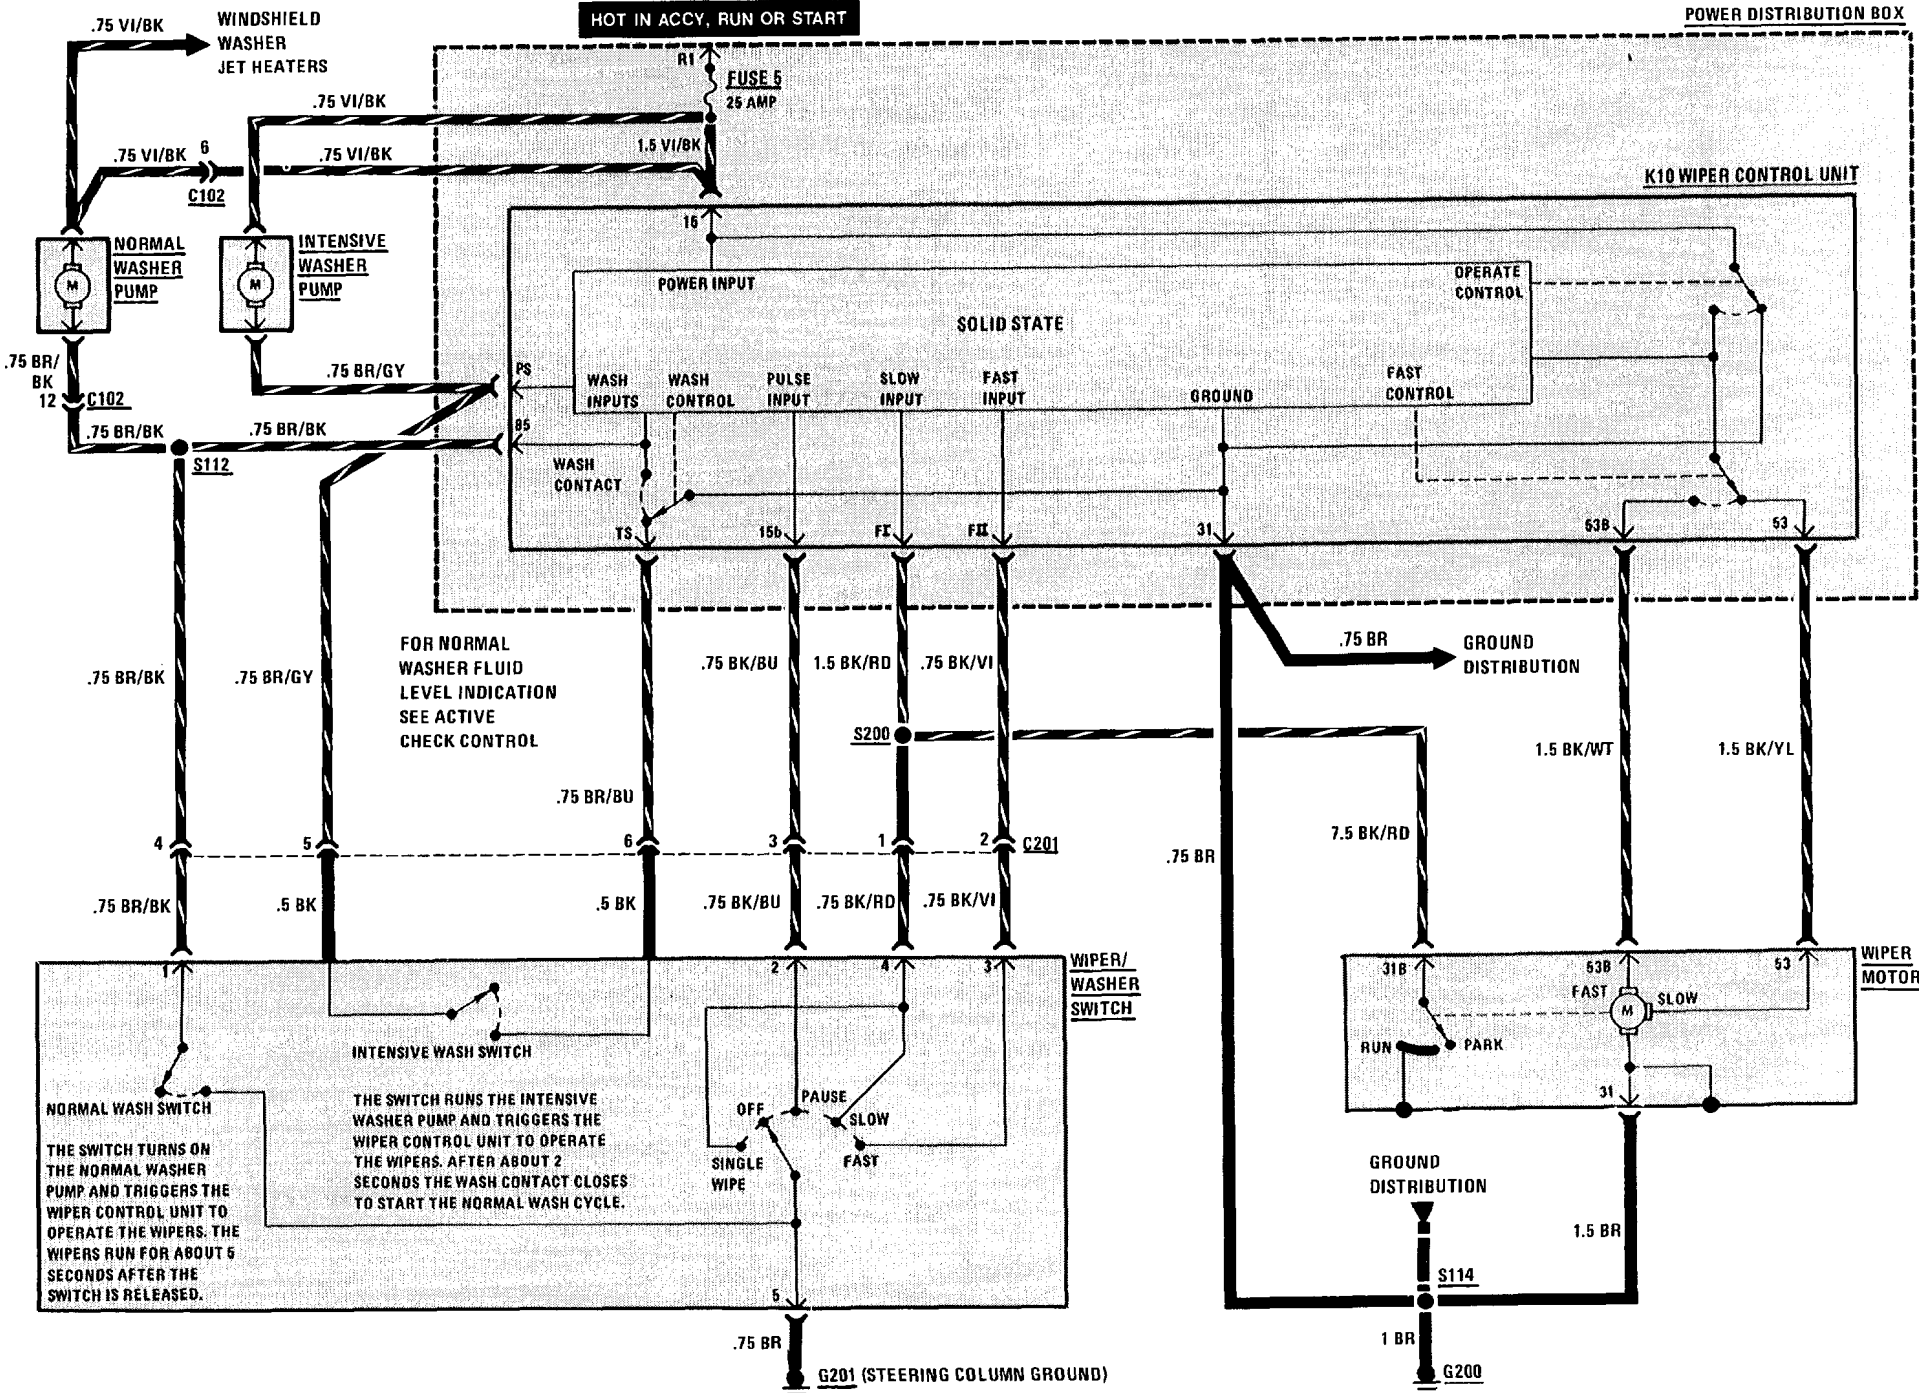 .75 VI/BK
WINDSHIELD
WASHER
JET HEATERS
HOT IN ACCY, RUN OR START
POWER DISTRIBUTION BOX
R1
FUSE 5
25 AMP
.75 VI/BK
1.5 VI/BK
.75 VI/BK
6
C102
.75 VI/BK
K10 WIPER CONTROL UNIT
16
NORMAL
WASHER
PUMP
M
INTENSIVE
WASHER
PUMP
M
POWER INPUT
OPERATE
CONTROL
SOLID STATE
.75 BR/
BK
12
C102
.75 BR/GY
PS
WASH
INPUTS
WASH
CONTROL
PULSE
INPUT
SLOW
INPUT
FAST
INPUT
GROUND
FAST
CONTROL
.75 BR/BK
S112
.75 BR/BK
85
WASH
CONTACT
TS
15b
FI
FII
31
53B
53
FOR NORMAL
WASHER FLUID
LEVEL INDICATION
SEE ACTIVE
CHECK CONTROL
.75 BR
GROUND
DISTRIBUTION
.75 BR/BK
.75 BR/GY
.75 BK/BU
1.5 BK/RD
.75 BK/VI
S200
1.5 BK/WT
1.5 BK/YL
.75 BR/BU
7.5 BK/RD
.75 BR
4
5
6
3
1
2
C201
.75 BR/BK
.5 BK
.5 BK
.75 BK/BU
.75 BK/RD
.75 BK/VI
1
2
4
3
WIPER/
WASHER
SWITCH
31B
53B
53
WIPER
MOTOR
FAST
M
SLOW
RUN
PARK
31
INTENSIVE WASH SWITCH
NORMAL WASH SWITCH
THE SWITCH TURNS ON
THE NORMAL WASHER
PUMP AND TRIGGERS THE
WIPER CONTROL UNIT TO
OPERATE THE WIPERS. THE
WIPERS RUN FOR ABOUT 5
SECONDS AFTER THE
SWITCH IS RELEASED.
THE SWITCH RUNS THE INTENSIVE
WASHER PUMP AND TRIGGERS THE
WIPER CONTROL UNIT TO OPERATE
THE WIPERS. AFTER ABOUT 2
SECONDS THE WASH CONTACT CLOSES
TO START THE NORMAL WASH CYCLE.
OFF
PAUSE
SLOW
FAST
SINGLE
WIPE
5
.75 BR
G201 (STEERING COLUMN GROUND)
GROUND
DISTRIBUTION
1.5 BR
S114
1 BR
G200